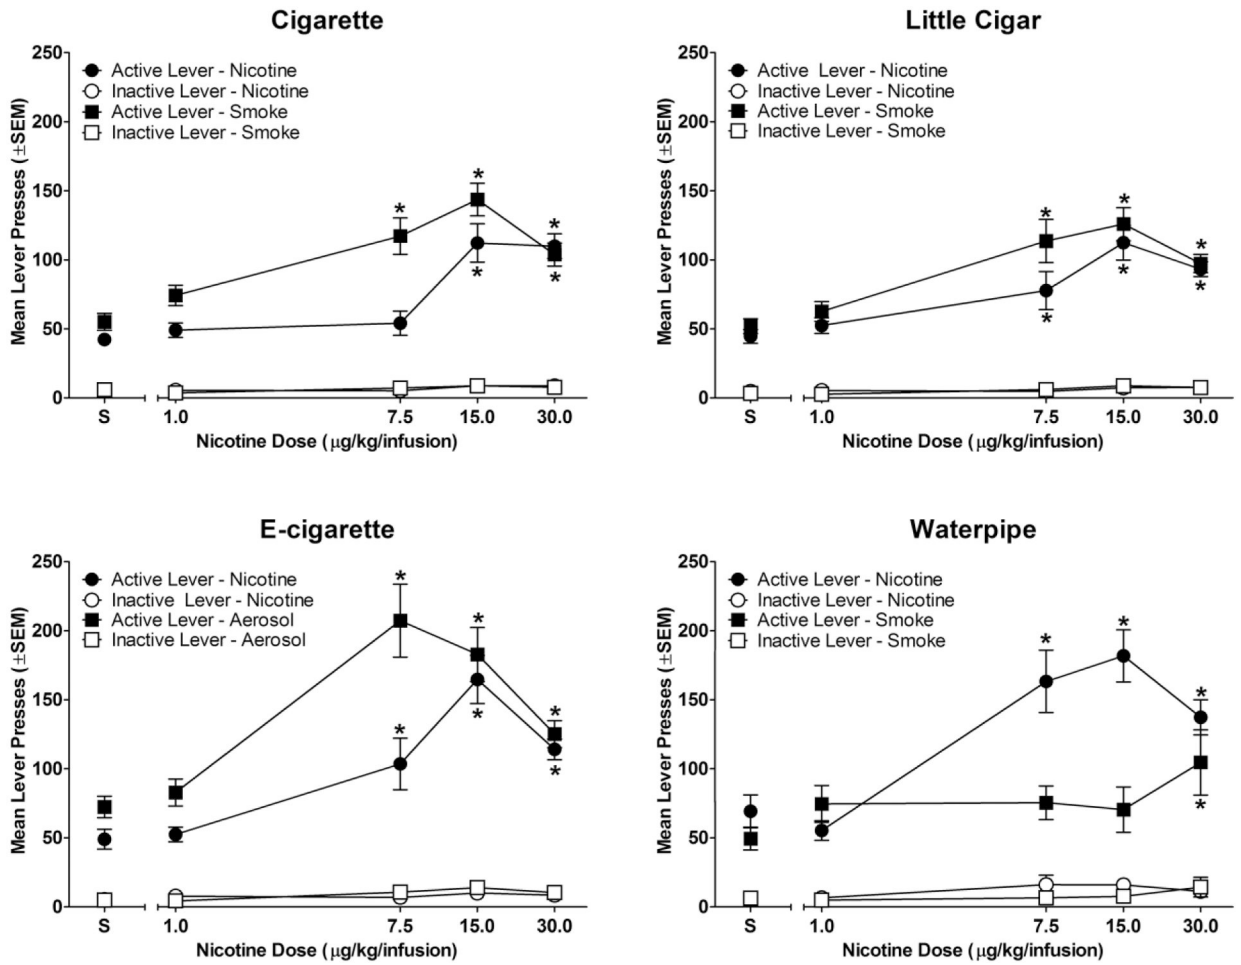 Cigarette
Mean Lever Presses (±SEM)
250
200
150
100
50
0
Active Lever - Nicotine
Inactive Lever - Nicotine
Active Lever - Smoke
Inactive Lever - Smoke
*
*
*
*
*
S
1.0
7.5
15.0
30.0
Nicotine Dose (μg/kg/infusion)
Little Cigar
Mean Lever Presses (±SEM)
250
200
150
100
50
0
Active Lever - Nicotine
Inactive Lever - Nicotine
Active Lever - Smoke
Inactive Lever - Smoke
*
*
*
*
*
*
S
1.0
7.5
15.0
30.0
Nicotine Dose (μg/kg/infusion)
E-cigarette
Mean Lever Presses (±SEM)
250
200
150
100
50
0
Active Lever - Nicotine
Inactive Lever - Nicotine
Active Lever - Aerosol
Inactive Lever - Aerosol
*
*
*
*
*
*
S
1.0
7.5
15.0
30.0
Nicotine Dose (μg/kg/infusion)
Waterpipe
Mean Lever Presses (±SEM)
250
200
150
100
50
0
Active Lever - Nicotine
Inactive Lever - Nicotine
Active Lever - Smoke
Inactive Lever - Smoke
*
*
*
*
S
1.0
7.5
15.0
30.0
Nicotine Dose (μg/kg/infusion)